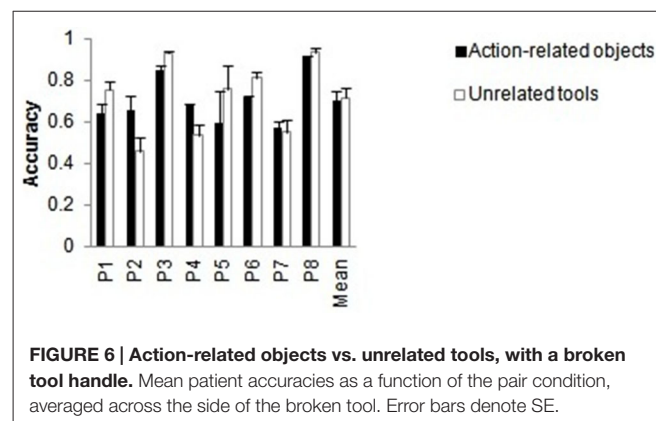 1
0.8
0.6
0.4
0.2
0
Accuracy
P1
P2
P3
P4
P5
P6
P7
P8
Mean
Action-related objects
Unrelated tools
FIGURE 6 | Action-related objects vs. unrelated tools, with a broken
tool handle. Mean patient accuracies as a function of the pair condition,
averaged across the side of the broken tool. Error bars denote SE.